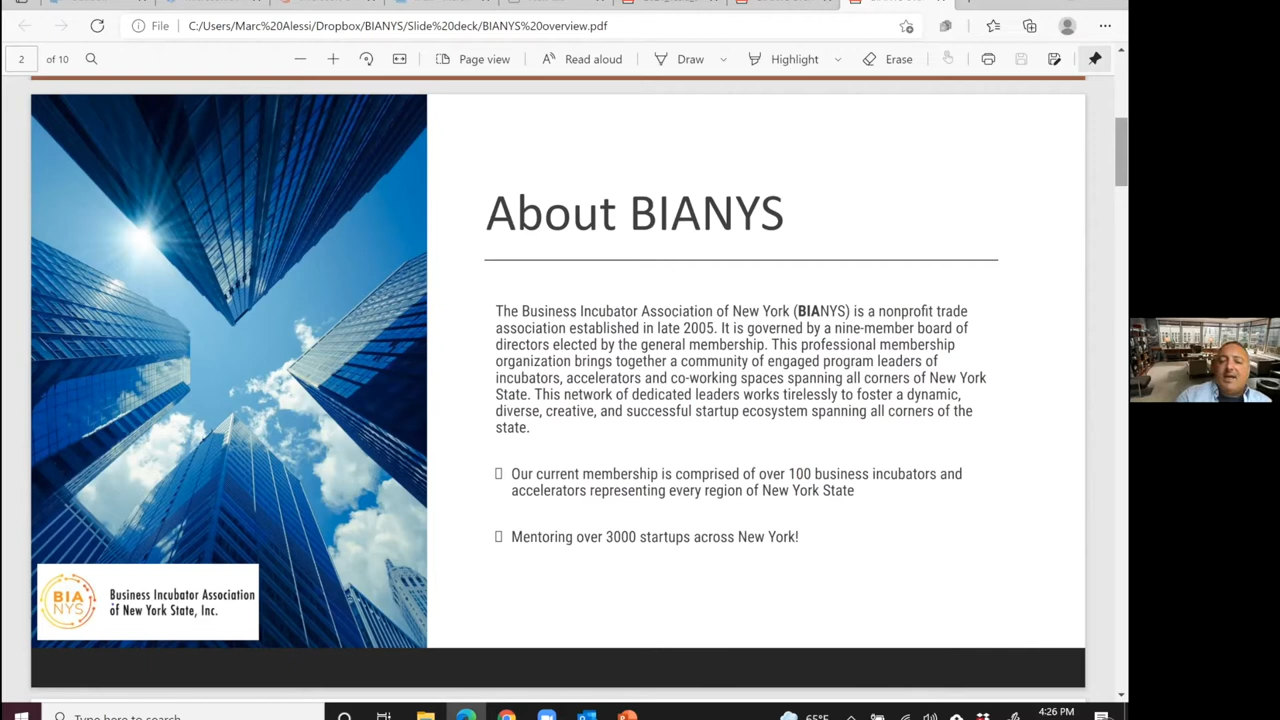 File C:/Users/Marc%20Alessi/Dropbox/BIANYS/Slide%20deck/BIANYS%20overview.pdf
2 of 10 Page view Read aloud Draw Highlight Erase
About BIANYS
The Business Incubator Association of New York (BIANYS) is a nonprofit trade
association established in late 2005. It is governed by a nine-member board of
directors elected by the general membership. This professional membership
organization brings together a community of engaged program leaders of
incubators, accelerators and co-working spaces spanning all corners of New York
State. This network of dedicated leaders works tirelessly to foster a dynamic,
diverse, creative, and successful startup ecosystem spanning all corners of the
state.
Our current membership is comprised of over 100 business incubators and
accelerators representing every region of New York State
Mentoring over 3000 startups across New York!
BIA
NYS
Business Incubator Association
of New York State, Inc.
Type here to search
65°F
4:26 PM